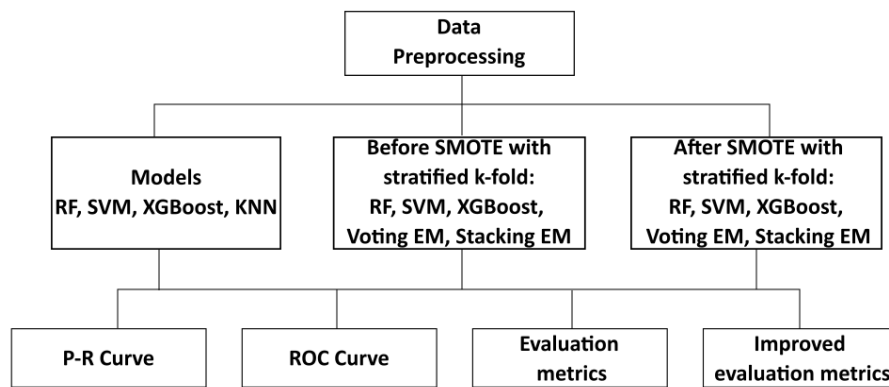 Data
Preprocessing
Models
RF, SVM, XGBoost, KNN
Before SMOTE with
stratified k-fold:
RF, SVM, XGBoost,
Voting EM, Stacking EM
After SMOTE with
stratified k-fold:
RF, SVM, XGBoost,
Voting EM, Stacking EM
P-R Curve
ROC Curve
Evaluation
metrics
Improved
evaluation metrics